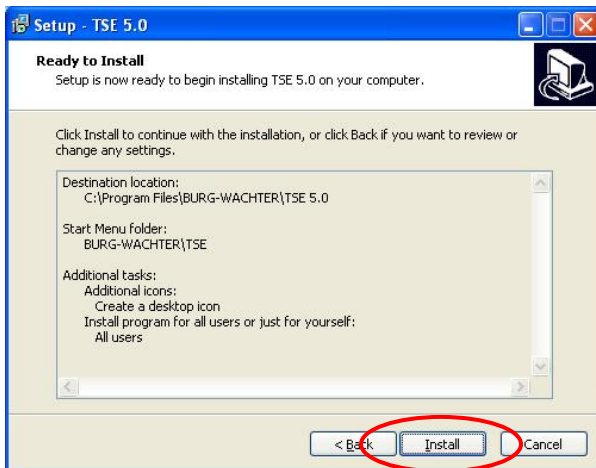 Setup - TSE 5.0
Ready to Install
Setup is now ready to begin installing TSE 5.0 on your computer.
Click Install to continue with the installation, or click Back if you want to review or
change any settings.
Destination location:
C:\Program Files\BURG-WACHTER\TSE 5.0
Start Menu folder:
BURG-WACHTER\TSE
Additional tasks:
Additional icons:
Create a desktop icon
Install program for all users or just for yourself:
All users
< Back Install Cancel